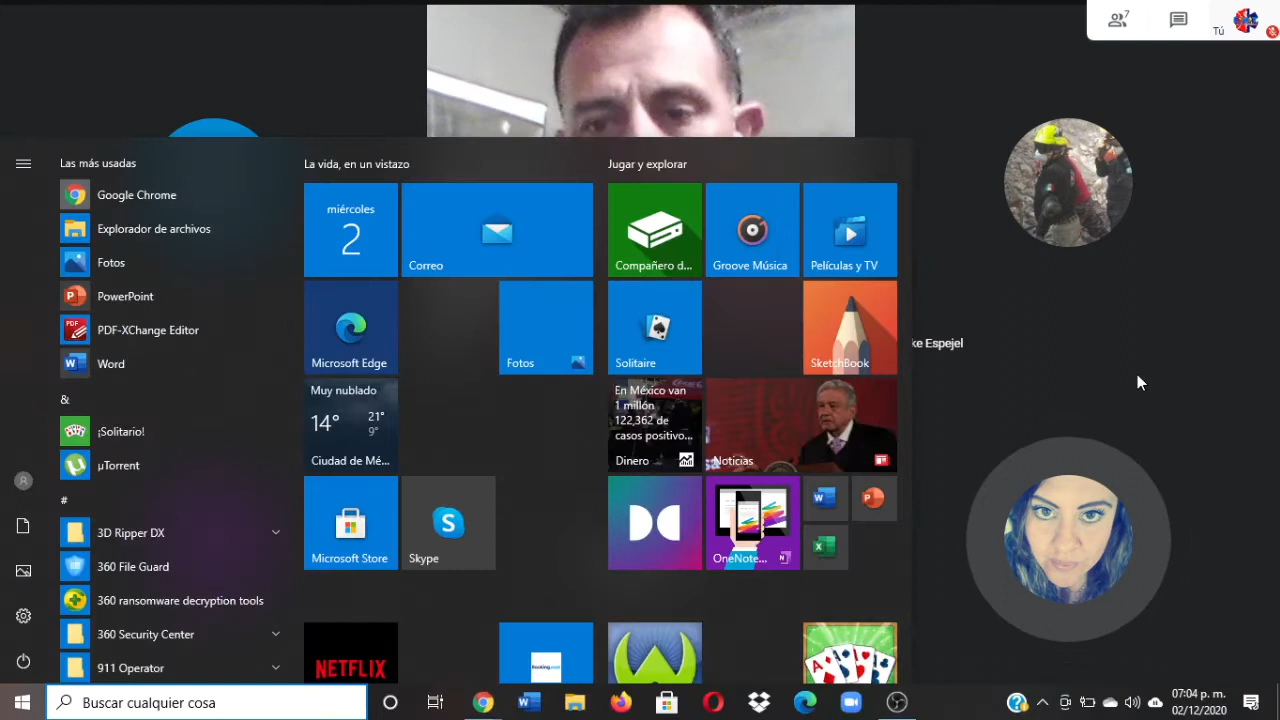 7
Tú
Las más usadas
Google Chrome
Explorador de archivos
Fotos
PowerPoint
PDF
PDF-XChange Editor
Word
&
¡Solitario!
µTorrent
#
3D Ripper DX
360 File Guard
360 ransomware decryption tools
360 Security Center
911 Operator
La vida, en un vistazo
miércoles
2
Correo
Microsoft Edge
Fotos
Muy nublado
14° 21°
9°
Ciudad de Mé...
Microsoft Store
Skype
NETFLIX
Booking.com
Jugar y explorar
Compañero d...
Groove Música
Películas y TV
Solitaire
SketchBook
En México van
1 millón
122,362 de
casos positivo...
Dinero
Noticias
OneNote...
ke Espejel
Buscar cualquier cosa
07:04 p. m.
02/12/2020